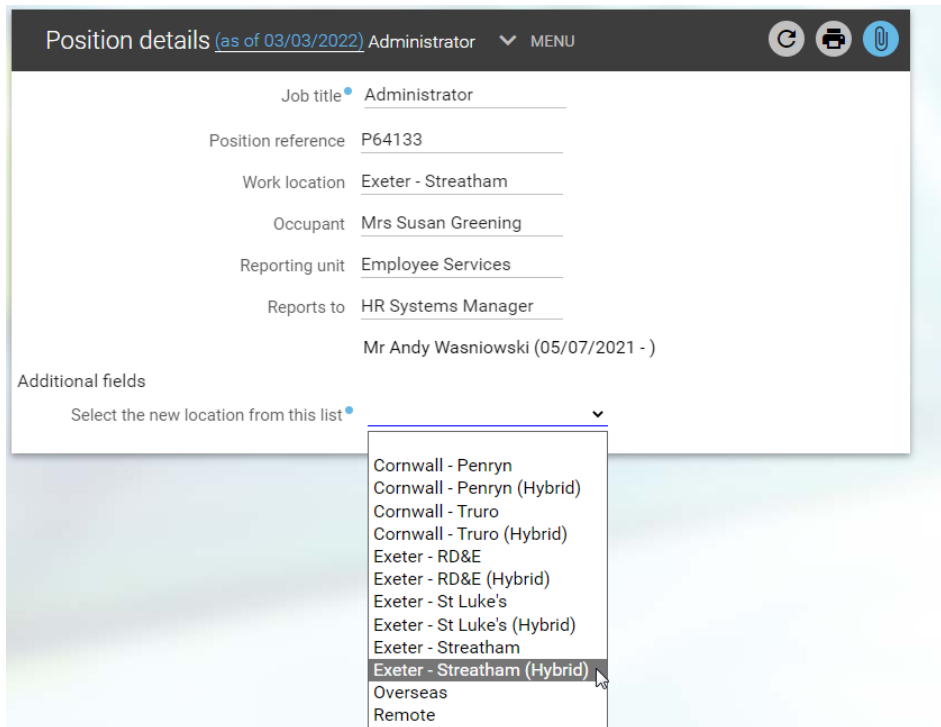 Position details (as of 03/03/2022) Administrator MENU
Job title Administrator
Position reference P64133
Work location Exeter - Streatham
Occupant Mrs Susan Greening
Reporting unit Employee Services
Reports to HR Systems Manager
Mr Andy Wasniowski (05/07/2021 - )
Additional fields
Select the new location from this list
Cornwall - Penryn
Cornwall - Penryn (Hybrid)
Cornwall - Truro
Cornwall - Truro (Hybrid)
Exeter - RD&E
Exeter - RD&E (Hybrid)
Exeter - St Luke's
Exeter - St Luke's (Hybrid)
Exeter - Streatham
Exeter - Streatham (Hybrid)
Overseas
Remote